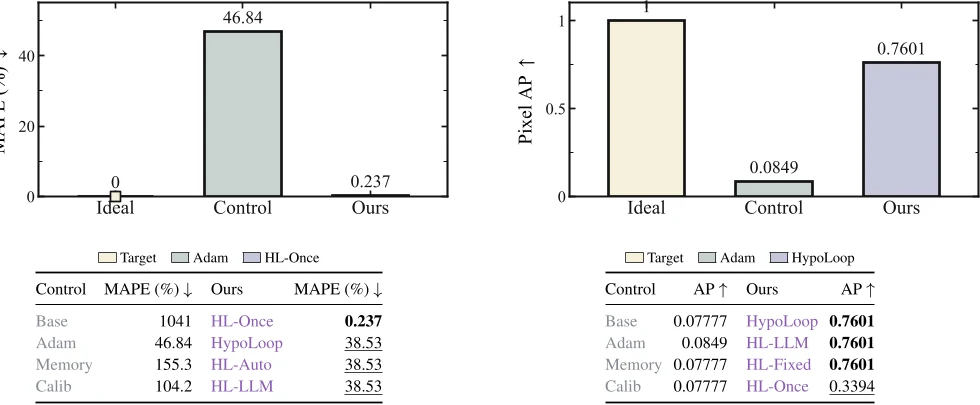 46.84
40
MAPE (%) ↓
20
0
0
0.237
Ideal Control Ours
Target Adam HL-Once
Control MAPE (%) ↓ Ours MAPE (%) ↓
Base 1041 HL-Once 0.237
Adam 46.84 HypoLoop 38.53
Memory 155.3 HL-Auto 38.53
Calib 104.2 HL-LLM 38.53
1
1
0.7601
Pixel AP ↑
0.5
0.0849
0
Ideal Control Ours
Target Adam HypoLoop
Control AP ↑ Ours AP ↑
Base 0.07777 HypoLoop 0.7601
Adam 0.0849 HL-LLM 0.7601
Memory 0.07777 HL-Fixed 0.7601
Calib 0.07777 HL-Once 0.3394